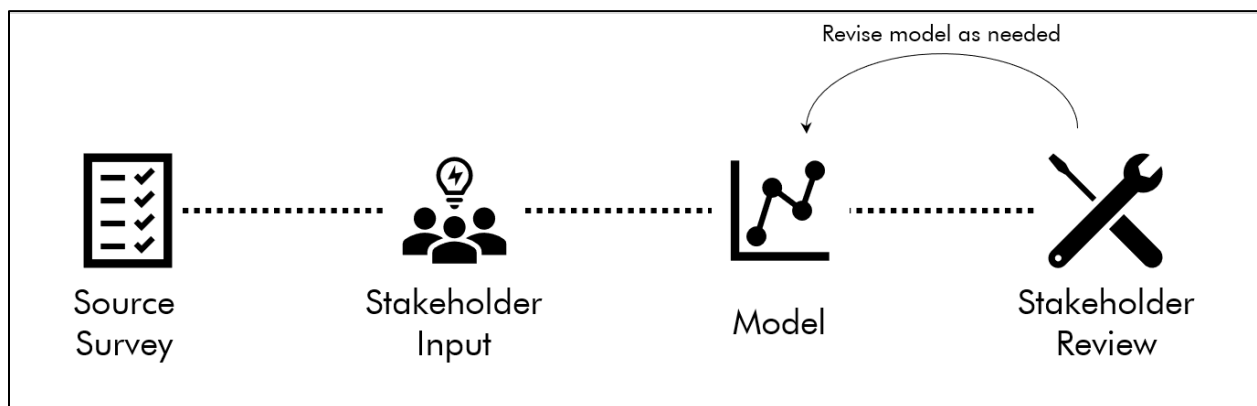 Revise model as needed
Source
Survey
Stakeholder
Input
Model
Stakeholder
Review